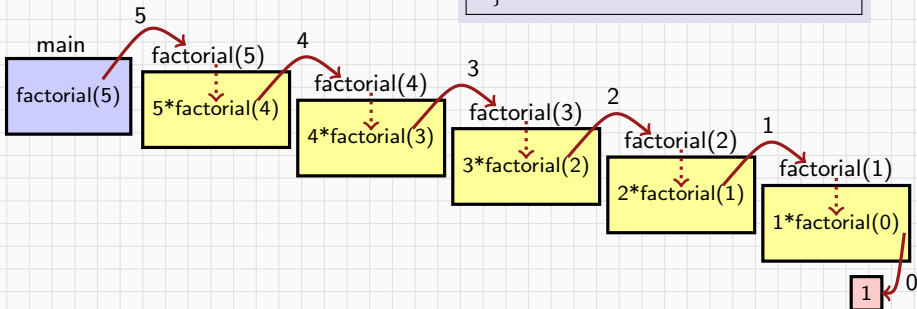 }
5
main
factorial(5)
factorial(5)
4
5*factorial(4)
factorial(4)
3
4*factorial(3)
factorial(3)
2
3*factorial(2)
factorial(2)
1
2*factorial(1)
factorial(1)
1*factorial(0)
0
1